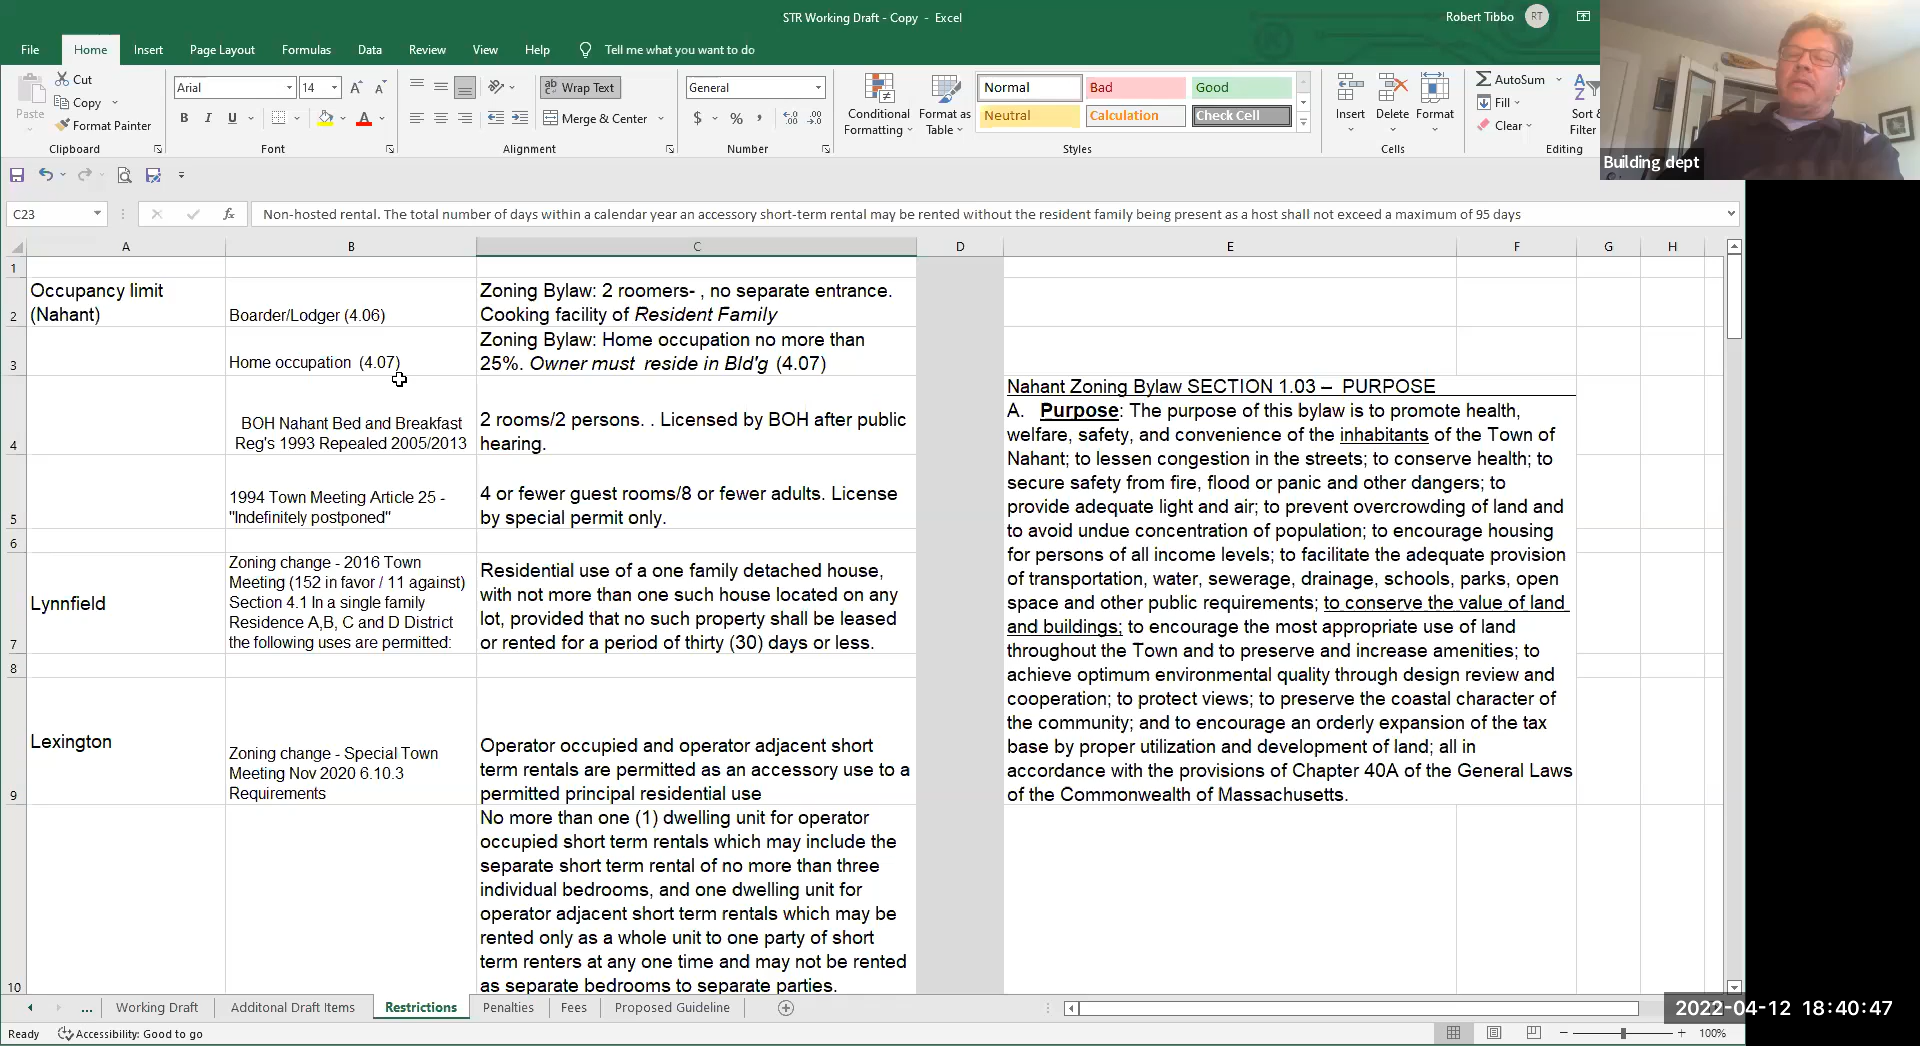 STR Working Draft - Copy - Excel
Robert Tibbo
RT
File
Home
Insert
Page Layout
Formulas
Data
Review
View
Help
Tell me what you want to do
Paste
Cut
Copy
Format Painter
Clipboard
Arial
14
B I U
Font
Wrap Text
Merge & Center
Alignment
General
$ % ,
Number
Conditional
Formatting
Format as
Table
Normal
Bad
Good
Neutral
Calculation
Check Cell
Styles
Insert
Delete
Format
Cells
AutoSum
Fill
Clear
Sort &
Filter
Editing
Building dept
C23
fx
Non-hosted rental. The total number of days within a calendar year an accessory short-term rental may be rented without the resident family being present as a host shall not exceed a maximum of 95 days
A B C D E F G H
1
2
Occupancy limit
(Nahant)
Boarder/Lodger (4.06)
Zoning Bylaw: 2 roomers- , no separate entrance.
Cooking facility of Resident Family
3
Home occupation (4.07)
Zoning Bylaw: Home occupation no more than
25%. Owner must reside in Bld'g (4.07)
4
BOH Nahant Bed and Breakfast
Reg's 1993 Repealed 2005/2013
2 rooms/2 persons. . Licensed by BOH after public
hearing.
5
1994 Town Meeting Article 25 -
"Indefinitely postponed"
4 or fewer guest rooms/8 or fewer adults. License
by special permit only.
6
7
Lynnfield
Zoning change - 2016 Town
Meeting (152 in favor / 11 against)
Section 4.1 In a single family
Residence A,B, C and D District
the following uses are permitted:
Residential use of a one family detached house,
with not more than one such house located on any
lot, provided that no such property shall be leased
or rented for a period of thirty (30) days or less.
8
9
Lexington
Zoning change - Special Town
Meeting Nov 2020 6.10.3
Requirements
Operator occupied and operator adjacent short
term rentals are permitted as an accessory use to a
permitted principal residential use
10
No more than one (1) dwelling unit for operator
occupied short term rentals which may include the
separate short term rental of no more than three
individual bedrooms, and one dwelling unit for
operator adjacent short term rentals which may be
rented only as a whole unit to one party of short
term renters at any one time and may not be rented
as separate bedrooms to separate parties.
Nahant Zoning Bylaw SECTION 1.03 – PURPOSE
A. Purpose: The purpose of this bylaw is to promote health,
welfare, safety, and convenience of the inhabitants of the Town of
Nahant; to lessen congestion in the streets; to conserve health; to
secure safety from fire, flood or panic and other dangers; to
provide adequate light and air; to prevent overcrowding of land and
to avoid undue concentration of population; to encourage housing
for persons of all income levels; to facilitate the adequate provision
of transportation, water, sewerage, drainage, schools, parks, open
space and other public requirements; to conserve the value of land
and buildings; to encourage the most appropriate use of land
throughout the Town and to preserve and increase amenities; to
achieve optimum environmental quality through design review and
cooperation; to protect views; to preserve the coastal character of
the community; and to encourage an orderly expansion of the tax
base by proper utilization and development of land; all in
accordance with the provisions of Chapter 40A of the General Laws
of the Commonwealth of Massachusetts.
...
Working Draft
Additonal Draft Items
Restrictions
Penalties
Fees
Proposed Guideline
2022-04-12 18:40:47
Ready
Accessibility: Good to go
100%